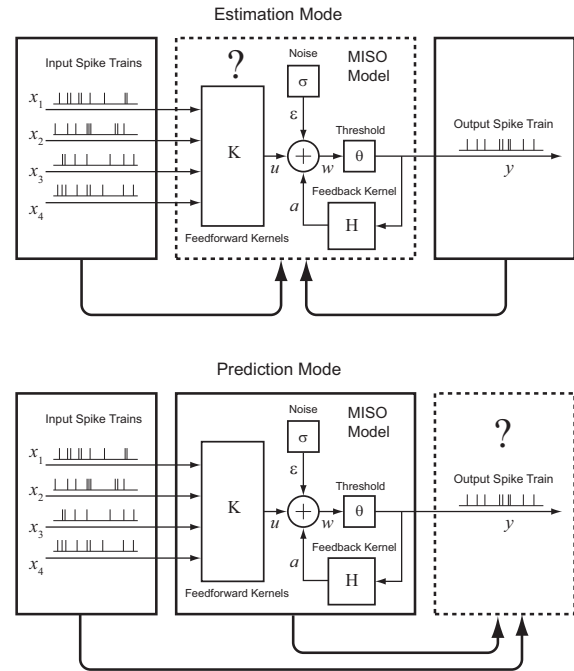 Estimation Mode
Input Spike Trains
x1
x2
x3
x4
?
K
Feedforward Kernels
Noise
σ
ε
MISO
Model
u
+
w
Threshold
θ
a
Feedback Kernel
H
Output Spike Train
y
Prediction Mode
Input Spike Trains
x1
x2
x3
x4
K
Feedforward Kernels
Noise
σ
ε
MISO
Model
u
+
w
Threshold
θ
a
Feedback Kernel
H
?
Output Spike Train
y